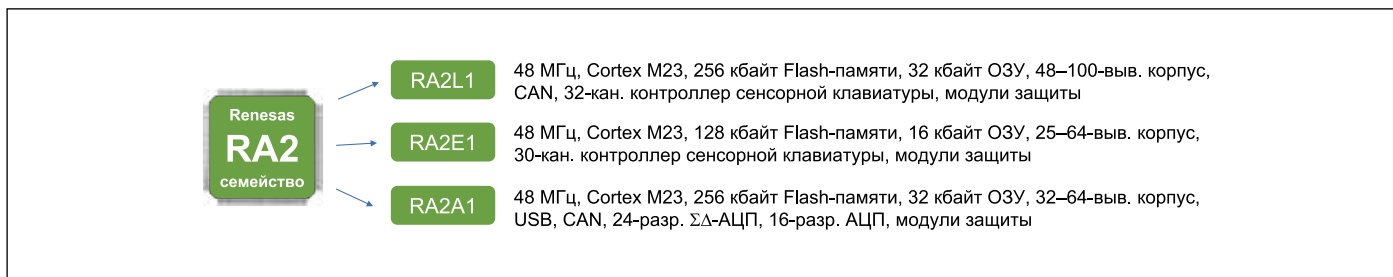 Renesas
RA2
семейство
RA2L1
48 МГц, Cortex M23, 256 кбайт Flash-памяти, 32 кбайт ОЗУ, 48–100-выв. корпус,
CAN, 32-кан. контроллер сенсорной клавиатуры, модули защиты
RA2E1
48 МГц, Cortex M23, 128 кбайт Flash-памяти, 16 кбайт ОЗУ, 25–64-выв. корпус,
30-кан. контроллер сенсорной клавиатуры, модули защиты
RA2A1
48 МГц, Cortex M23, 256 кбайт Flash-памяти, 32 кбайт ОЗУ, 32–64-выв. корпус,
USB, CAN, 24-разр. ΣΔ-АЦП, 16-разр. АЦП, модули защиты